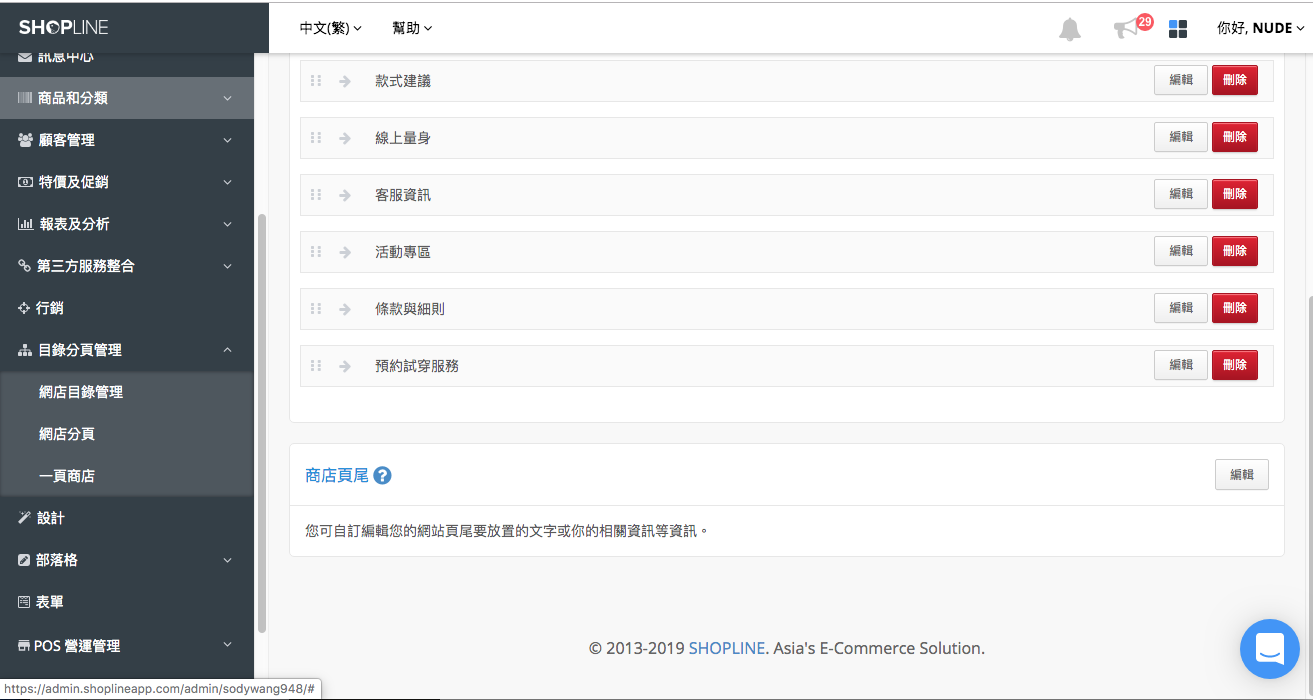 SHOPLINE
中文(繁)
幫助
29
你好, NUDE
訊息中心
商品和分類
顧客管理
特價及促銷
報表及分析
第三方服務整合
行銷
目錄分頁管理
網店目錄管理
網店分頁
一頁商店
設計
部落格
表單
POS 營運管理
款式建議 編輯 刪除
線上量身 編輯 刪除
客服資訊 編輯 刪除
活動專區 編輯 刪除
條款與細則 編輯 刪除
預約試穿服務 編輯 刪除
商店頁尾 ? 編輯
您可自訂編輯您的網站頁尾要放置的文字或你的相關資訊等資訊。
© 2013-2019 SHOPLINE. Asia's E-Commerce Solution.
https://admin.shoplineapp.com/admin/sodywang948/#